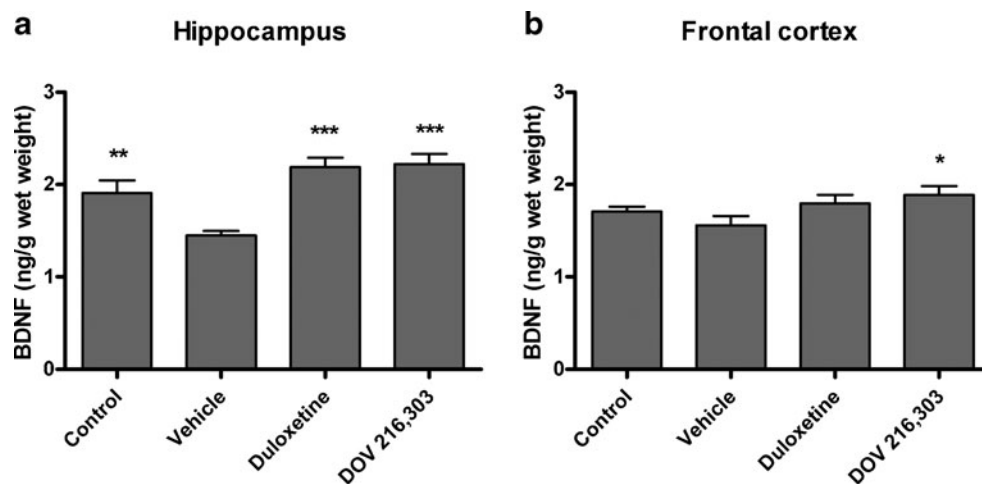 a
Hippocampus
BDNF (ng/g wet weight)
3
2
1
0
**
***
***
Control
Vehicle
Duloxetine
DOV 216,303
b
Frontal cortex
BDNF (ng/g wet weight)
3
2
1
0
*
Control
Vehicle
Duloxetine
DOV 216,303